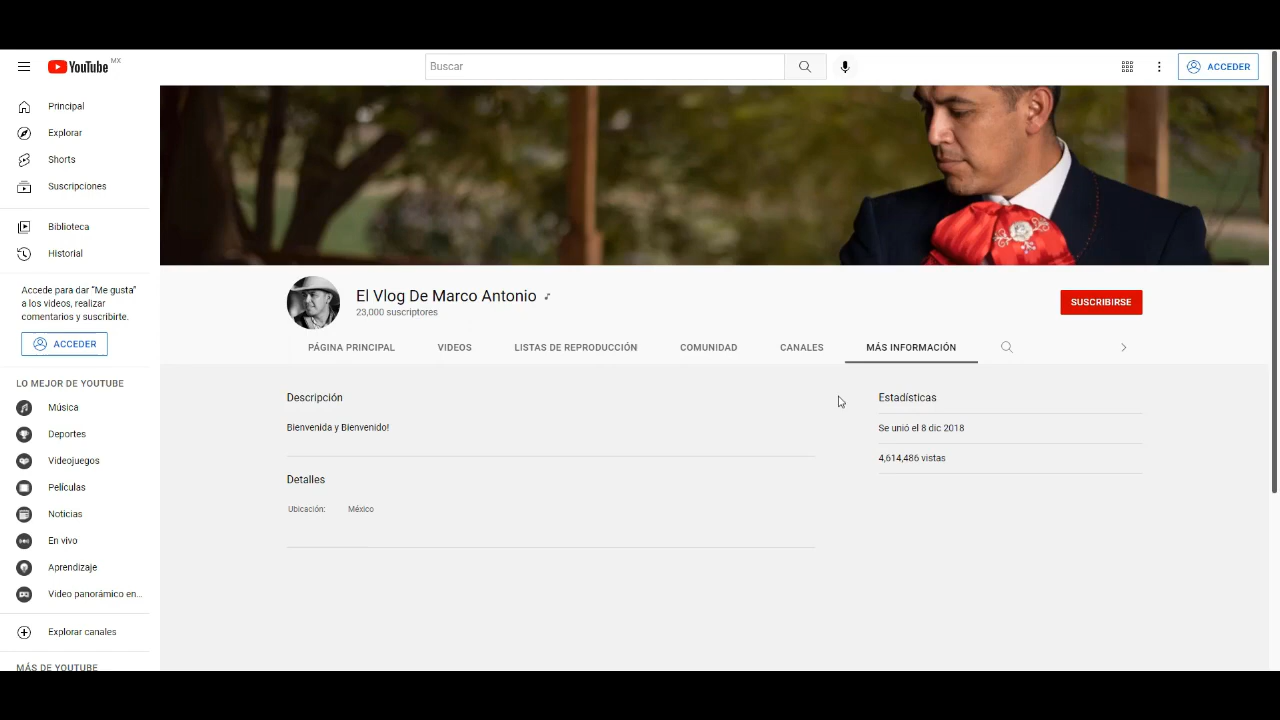 YouTube MX
Buscar
ACCEDER
Principal
Explorar
Shorts
Suscripciones
Biblioteca
Historial
Accede para dar “Me gusta”
a los videos, realizar
comentarios y suscribirte.
ACCEDER
LO MEJOR DE YOUTUBE
Música
Deportes
Videojuegos
Películas
Noticias
En vivo
Aprendizaje
Video panorámico en...
Explorar canales
MÁS DE YOUTUBE
El Vlog De Marco Antonio
23,000 suscriptores
SUSCRIBIRSE
PÁGINA PRINCIPAL
VIDEOS
LISTAS DE REPRODUCCIÓN
COMUNIDAD
CANALES
MÁS INFORMACIÓN
Descripción
Bienvenida y Bienvenido!
Detalles
Ubicación: México
Estadísticas
Se unió el 8 dic 2018
4,614,486 vistas